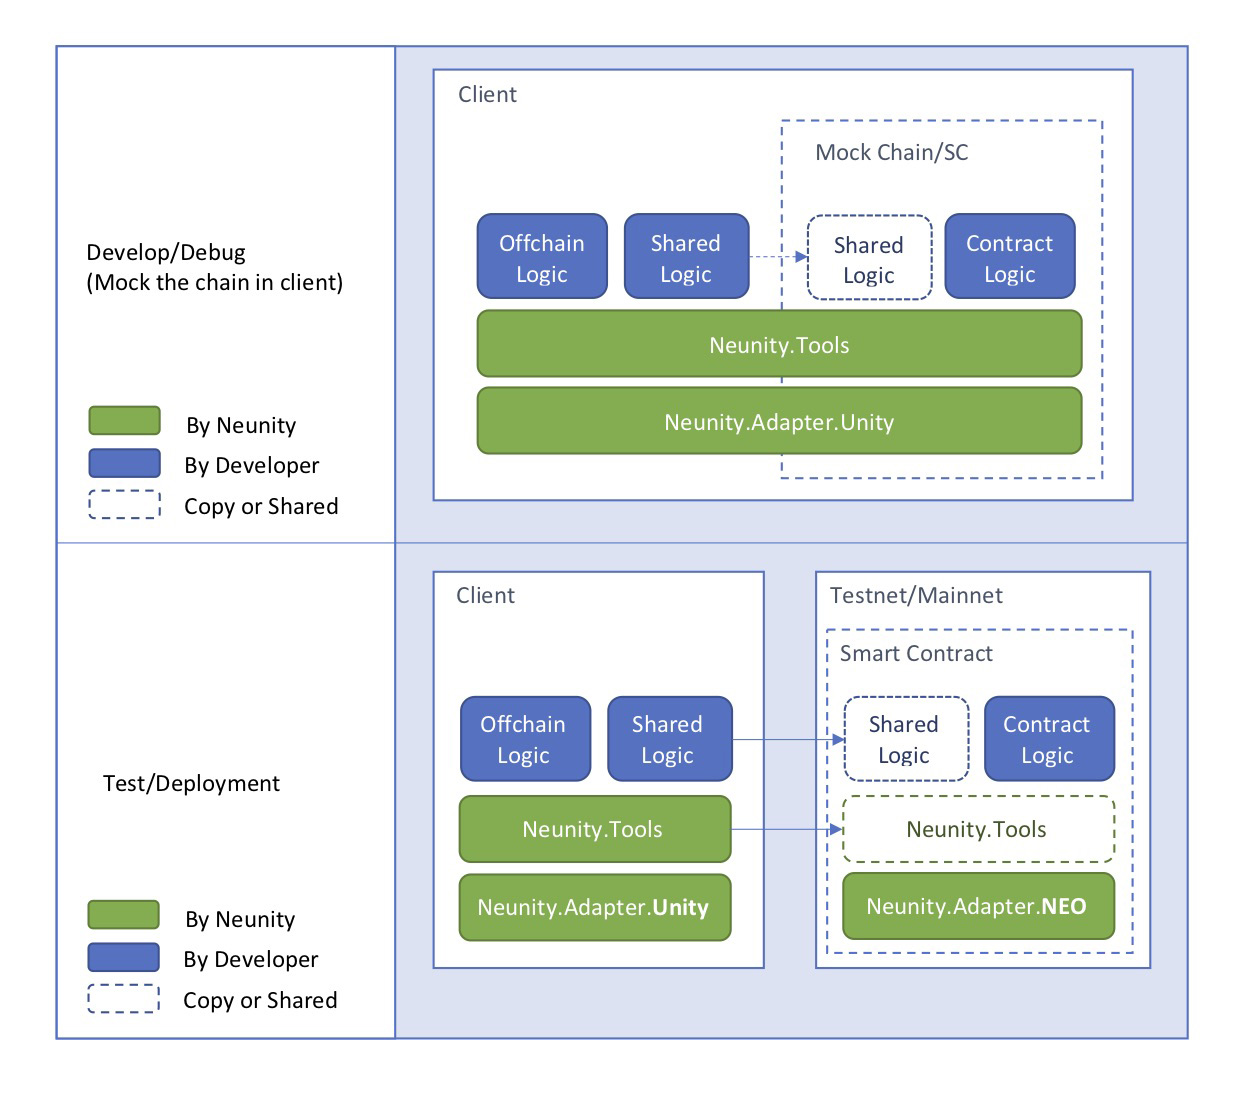 Client
Mock Chain/SC
Offchain
Logic
Shared
Logic
Shared
Logic
Contract
Logic
Develop/Debug
(Mock the chain in client)
Neunity.Tools
Neunity.Adapter.Unity
By Neunity
By Developer
Copy or Shared
Client
Testnet/Mainnet
Smart Contract
Offchain
Logic
Shared
Logic
Shared
Logic
Contract
Logic
Test/Deployment
Neunity.Tools
Neunity.Tools
Neunity.Adapter.Unity
Neunity.Adapter.NEO
By Neunity
By Developer
Copy or Shared